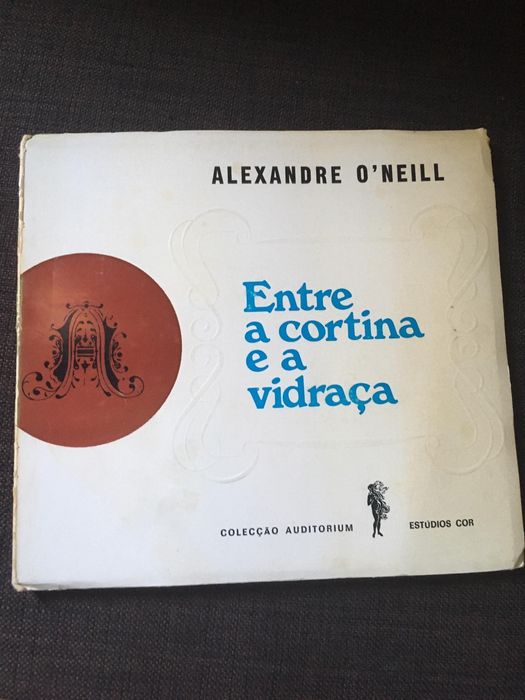 ALEXANDRE O'NEILL
Entre
a cortina
e a
vidraça
A
COLECÇÃO AUDITORIUM ESTÚDIOS COR